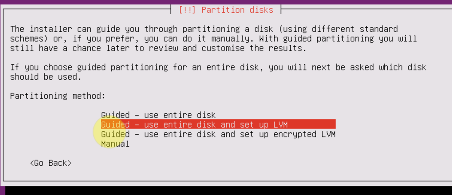 [!!] Partition disks
The installer can guide you through partitioning a disk (using different standard
schemes) or, if you prefer, you can do it manually. With guided partitioning you will
still have a chance later to review and customise the results.
If you choose guided partitioning for an entire disk, you will next be asked which disk
should be used.
Partitioning method:
Guided - use entire disk
Guided - use entire disk and set up LVM
Guided - use entire disk and set up encrypted LVM
Manual
<Go Back>